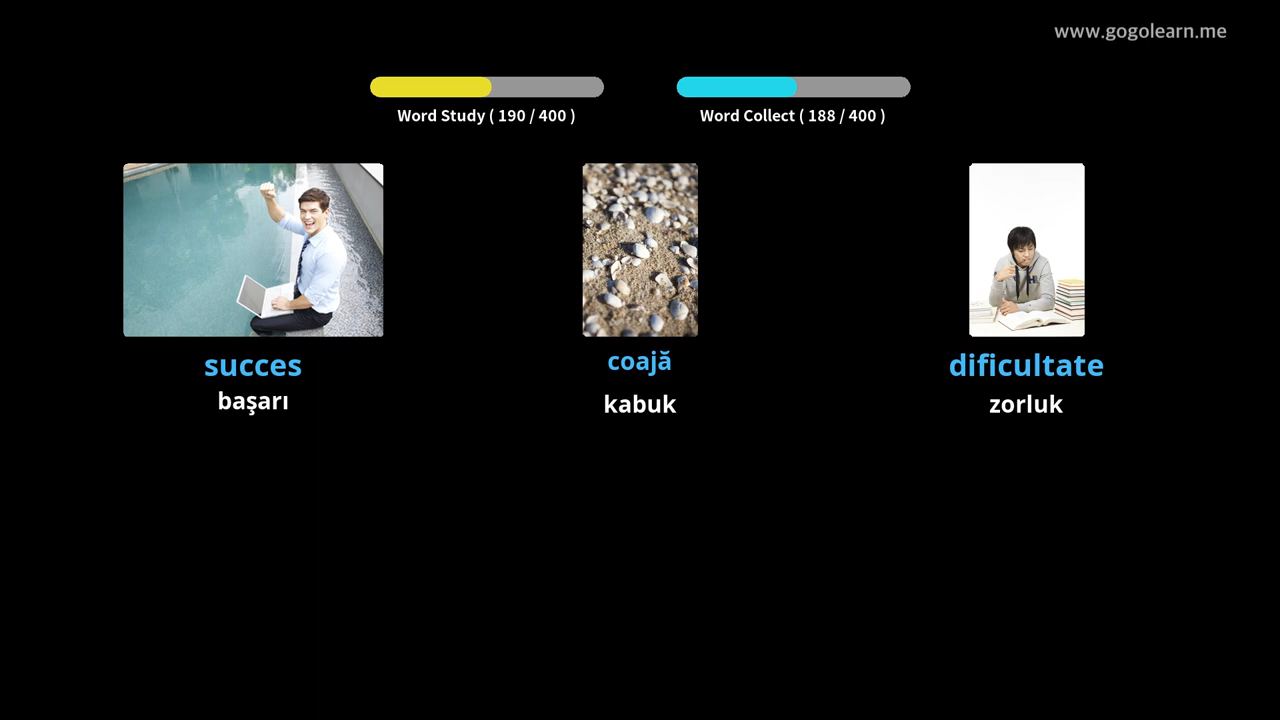 www.gogolearn.me
Word Study ( 190 / 400 )
Word Collect ( 188 / 400 )
succes
başarı
coajă
kabuk
dificultate
zorluk